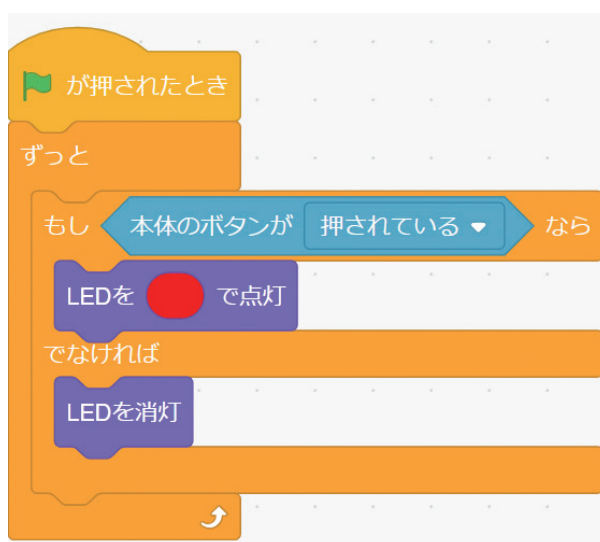 が押されたとき
ずっと
もし 本体のボタンが 押されている なら
LEDを で点灯
でなければ
LEDを消灯